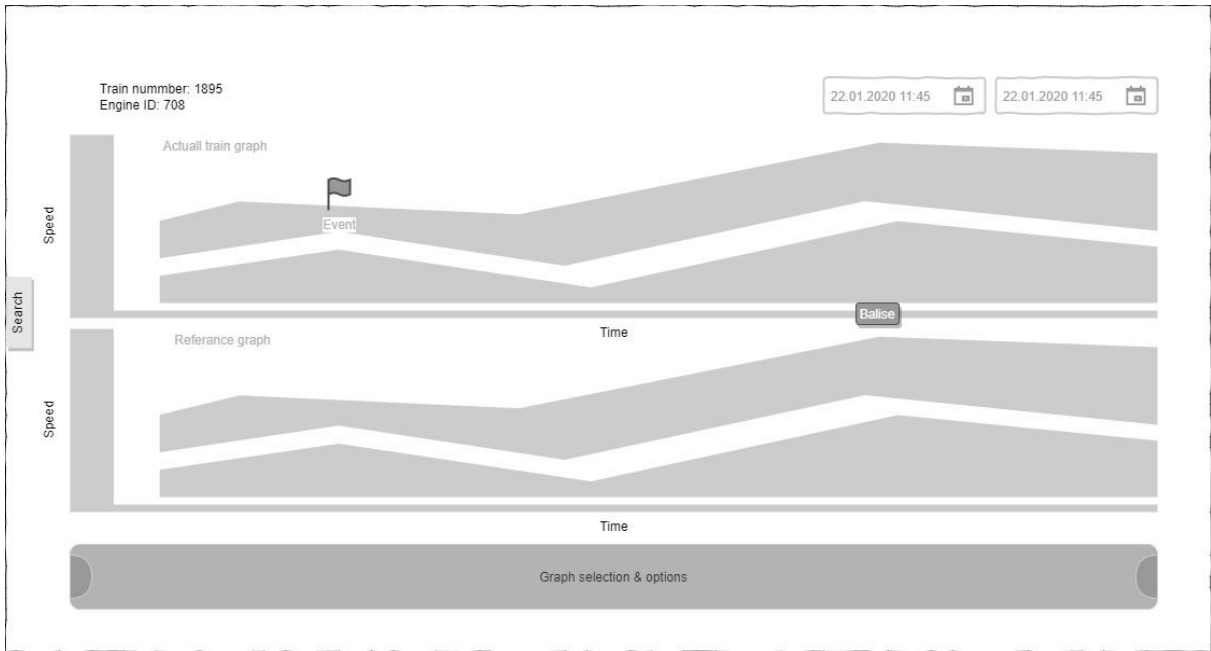 Train nummber: 1895
Engine ID: 708
22.01.2020 11:45
22.01.2020 11:45
Actuall train graph
Event
Speed
Search
Balise
Time
Referance graph
Speed
Time
Graph selection & options